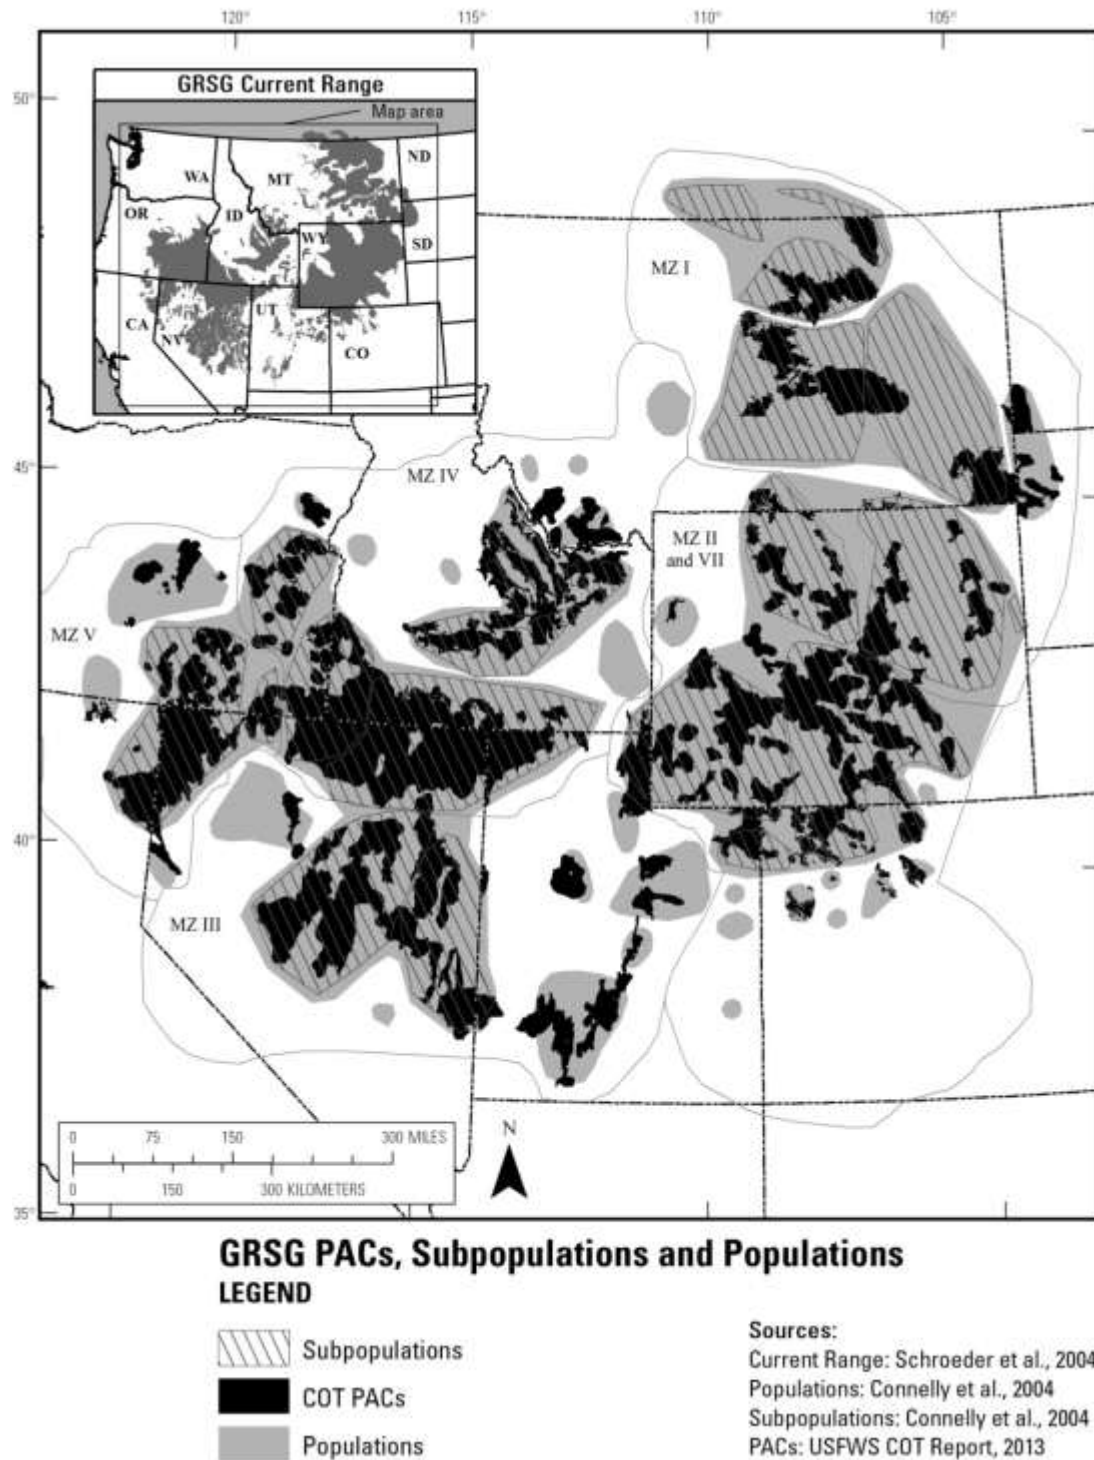 120°
115°
110°
105°
50°
45°
40°
35°
GRSG Current Range
Map area
WA
MT
ND
OR
ID
WY
SD
CA
NV
UT
CO
MZ I
MZ IV
MZ II
and VII
MZ V
MZ III
0 75 150 300 MILES
0 150 300 KILOMETERS
N
GRSG PACs, Subpopulations and Populations
LEGEND
Subpopulations
COT PACs
Populations
Sources:
Current Range: Schroeder et al., 2004
Populations: Connelly et al., 2004
Subpopulations: Connelly et al., 2004
PACs: USFWS COT Report, 2013